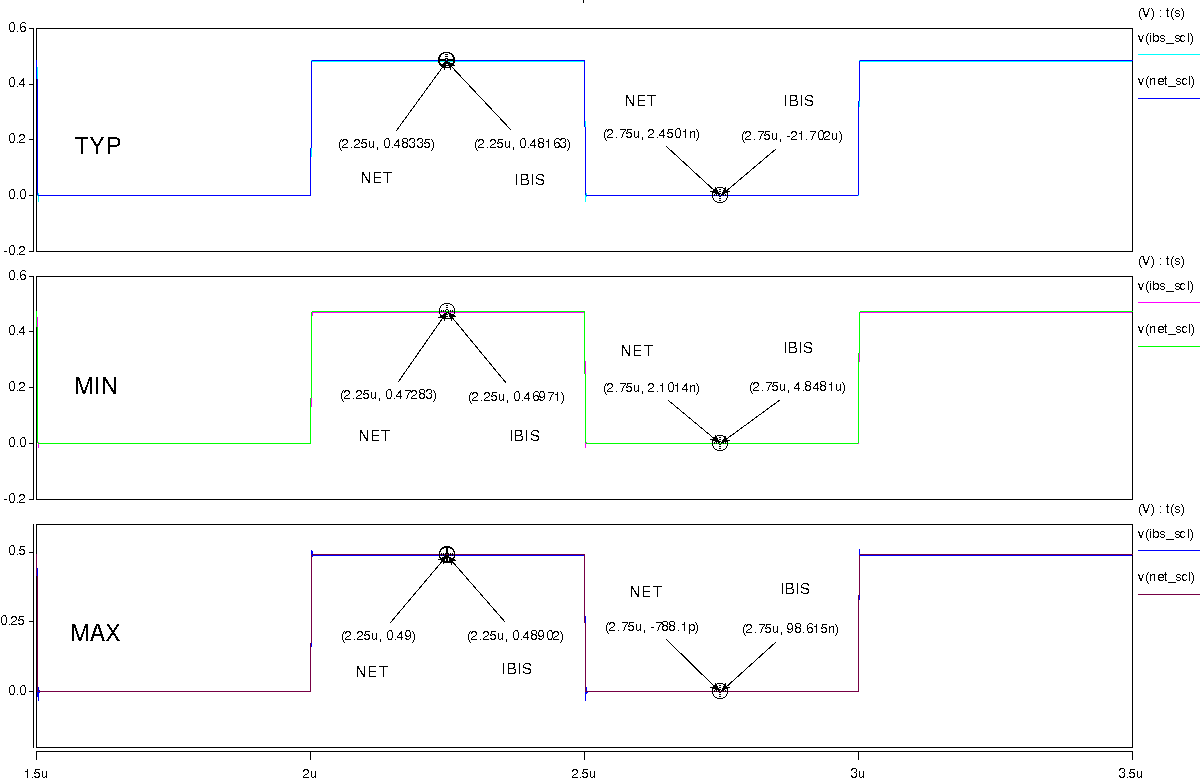 (V) : t(s)
0.6
v(ibs_scl)
v(net_scl)
0.4
NET
IBIS
(2.75u, 2.4501n)
(2.75u, -21.702u)
TYP
(2.25u, 0.48335)
(2.25u, 0.48163)
0.2
NET
IBIS
0.0
-0.2
(V) : t(s)
0.6
v(ibs_scl)
v(net_scl)
0.4
NET
IBIS
MIN
(2.25u, 0.47283)
(2.25u, 0.46971)
(2.75u, 2.1014n)
(2.75u, 4.8481u)
0.2
NET
IBIS
0.0
-0.2
(V) : t(s)
v(ibs_scl)
0.5
v(net_scl)
NET
IBIS
0.25
MAX
(2.25u, 0.49)
(2.25u, 0.48902)
(2.75u, -788.1p)
(2.75u, 98.615n)
NET
IBIS
0.0
1.5u
2u
2.5u
3u
3.5u